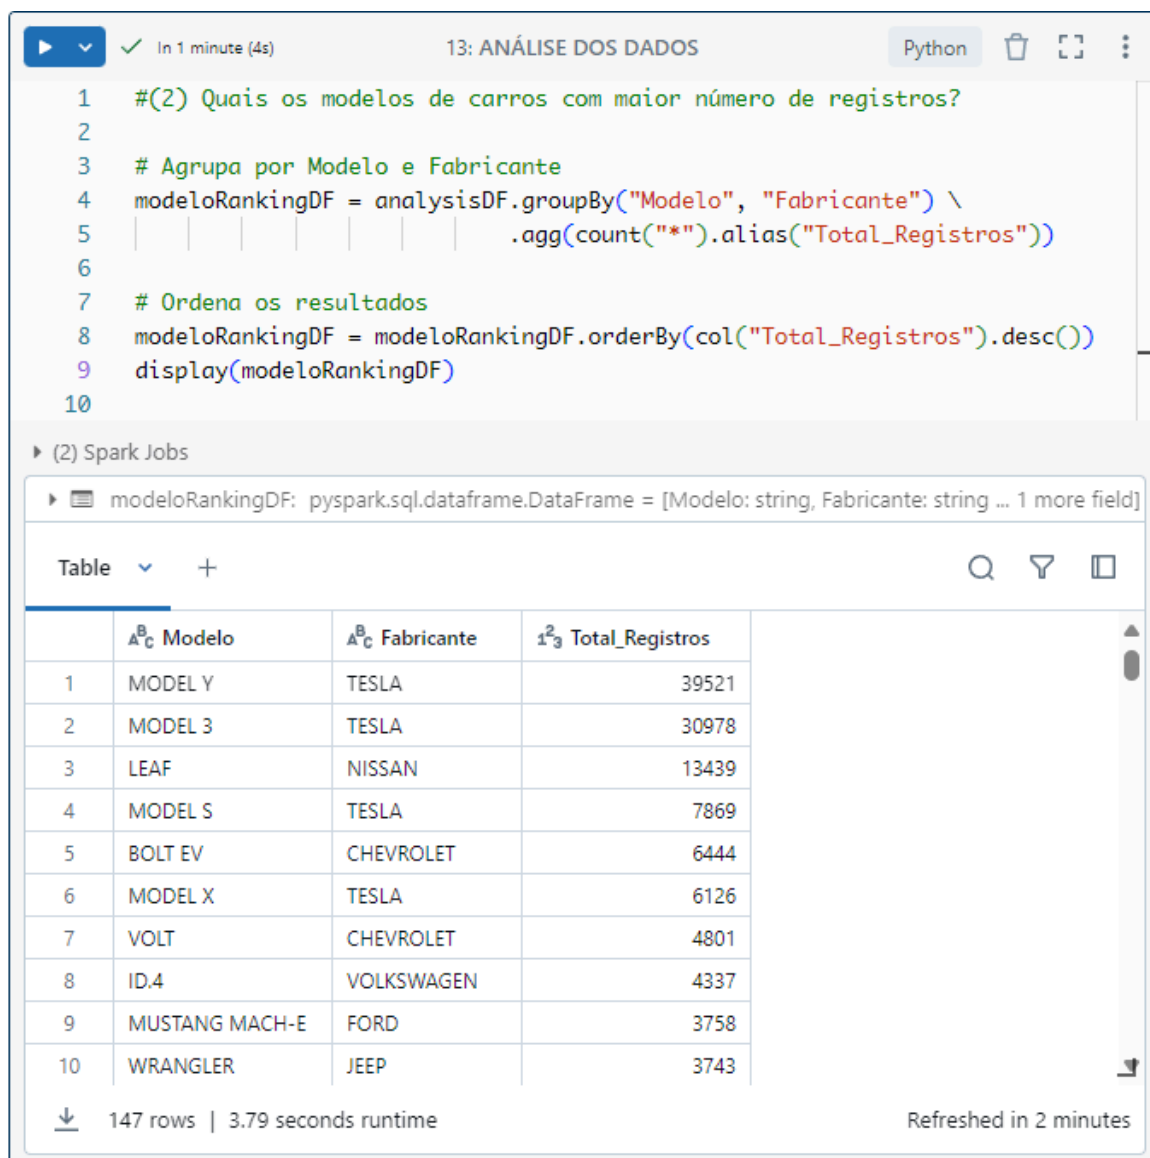 In 1 minute (4s)
13: ANÁLISE DOS DADOS
Python
1 #(2) Quais os modelos de carros com maior número de registros?
2
3 # Agrupa por Modelo e Fabricante
4 modeloRankingDF = analysisDF.groupBy("Modelo", "Fabricante") \
5 .agg(count("*").alias("Total_Registros"))
6
7 # Ordena os resultados
8 modeloRankingDF = modeloRankingDF.orderBy(col("Total_Registros").desc())
9 display(modeloRankingDF)
10
(2) Spark Jobs
modeloRankingDF: pyspark.sql.dataframe.DataFrame = [Modelo: string, Fabricante: string ... 1 more field]
Table
ABC Modelo ABC Fabricante 123 Total_Registros
1 MODEL Y TESLA 39521
2 MODEL 3 TESLA 30978
3 LEAF NISSAN 13439
4 MODEL S TESLA 7869
5 BOLT EV CHEVROLET 6444
6 MODEL X TESLA 6126
7 VOLT CHEVROLET 4801
8 ID.4 VOLKSWAGEN 4337
9 MUSTANG MACH-E FORD 3758
10 WRANGLER JEEP 3743
147 rows | 3.79 seconds runtime
Refreshed in 2 minutes